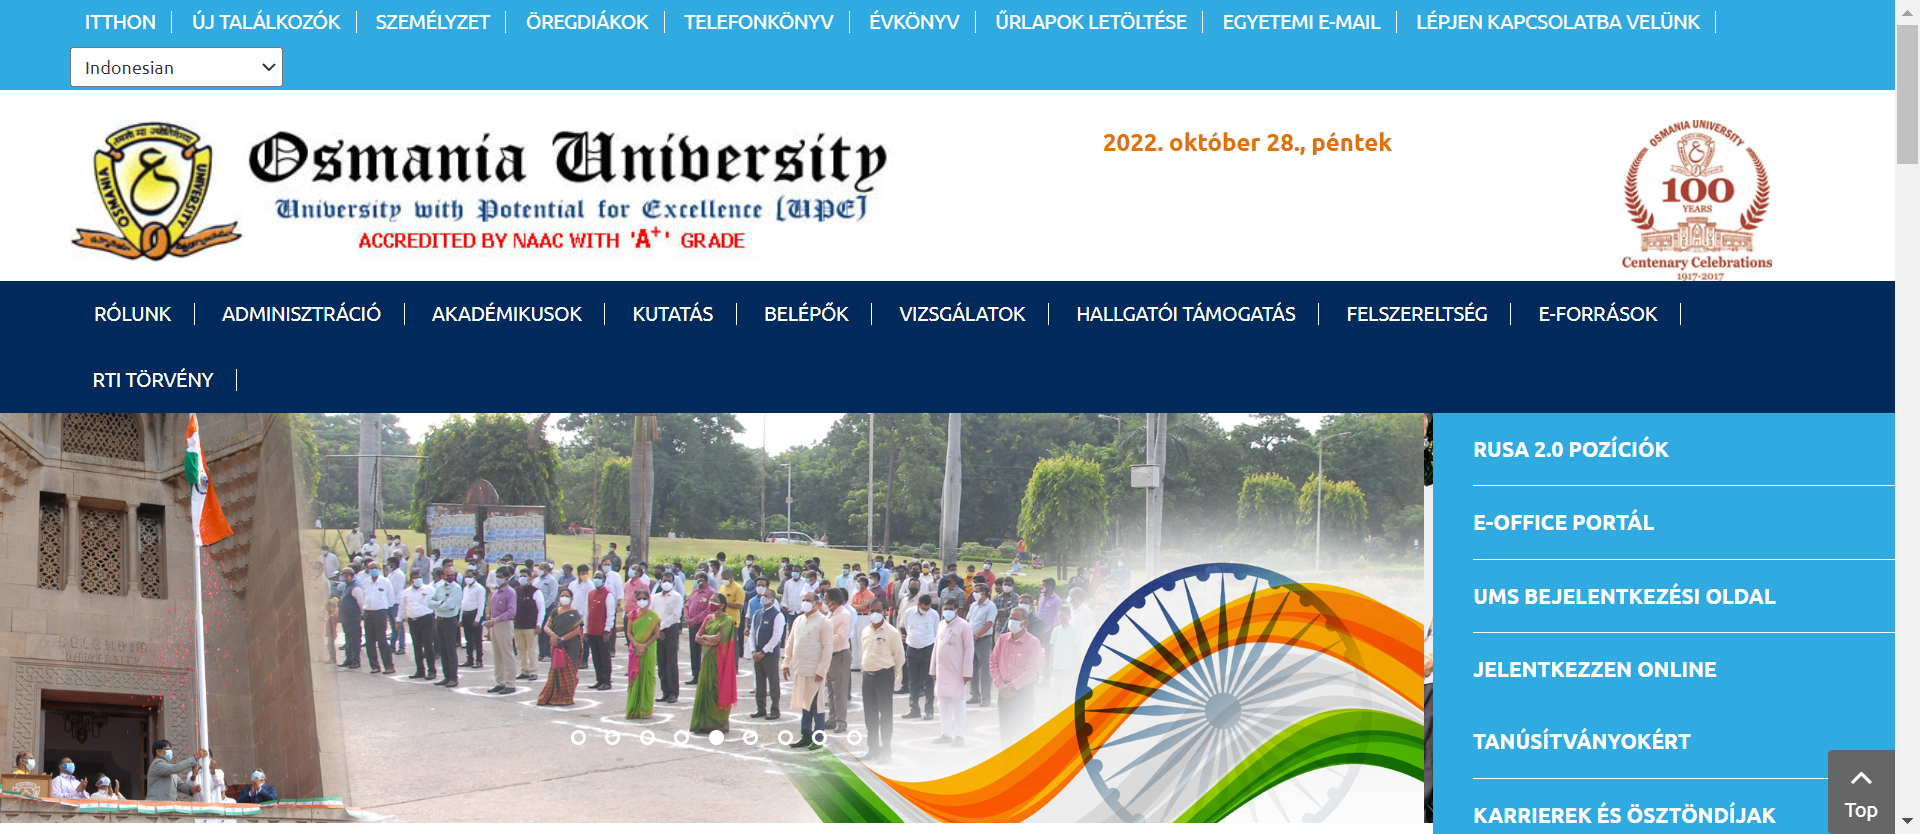 ITTHON ÚJ TALÁLKOZÓK SZEMÉLYZET ÖREGDIÁKOK TELEFONKÖNYV ÉVKÖNYV ŰRLAPOK LETÖLTÉSE EGYETEMI E-MAIL LÉPJEN KAPCSOLATBA VELÜNK
Indonesian
Osmania University
University with Potential for Excellence [UPE]
ACCREDITED BY NAAC WITH 'A+' GRADE
OSMANIA UNIVERSITY
2022. október 28., péntek
OSMANIA UNIVERSITY
100
YEARS
Centenary Celebrations
1917-2017
RÓLUNK ADMINISZTRÁCIÓ AKADÉMIKUSOK KUTATÁS BELÉPŐK VIZSGÁLATOK HALLGATÓI TÁMOGATÁS FELSZERELTSÉG E-FORRÁSOK
RTI TÖRVÉNY
RUSA 2.0 POZÍCIÓK
E-OFFICE PORTÁL
UMS BEJELENTKEZÉSI OLDAL
JELENTKEZZEN ONLINE
TANÚSÍTVÁNYOKÉRT
KARRIEREK ÉS ÖSZTÖNDÍJAK
Top